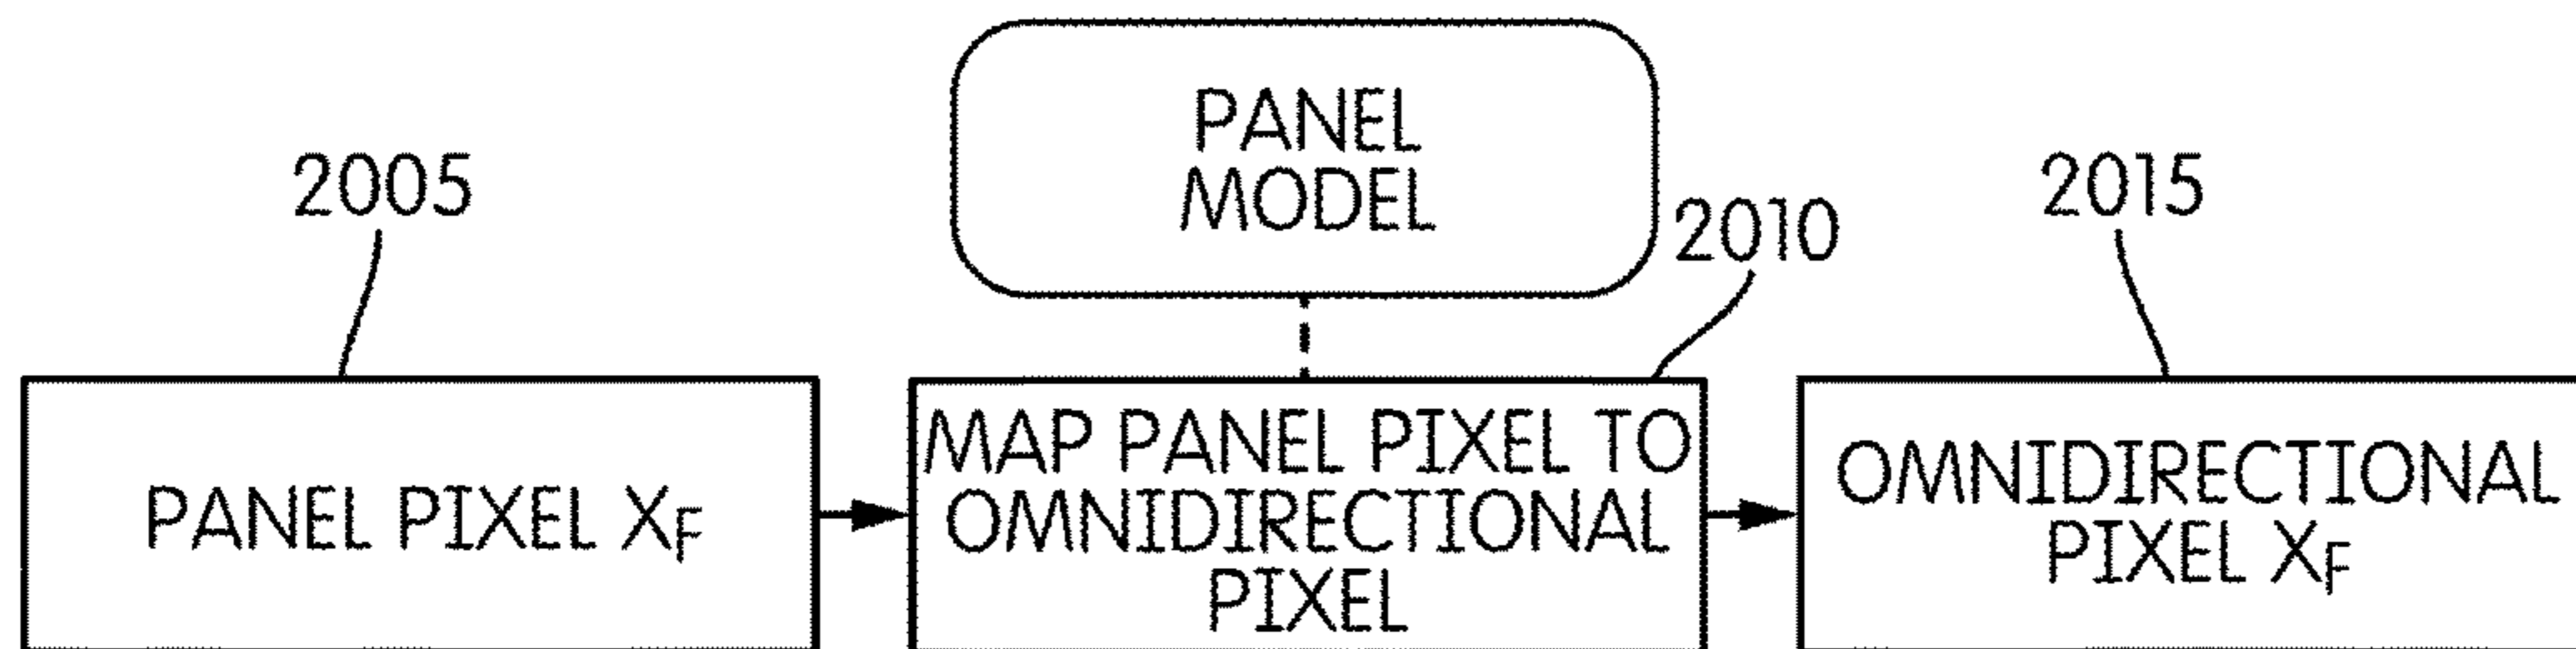 PANEL
MODEL
2005
2010
2015
PANEL PIXEL XF
MAP PANEL PIXEL TO
OMNIDIRECTIONAL
PIXEL
OMNIDIRECTIONAL
PIXEL XF